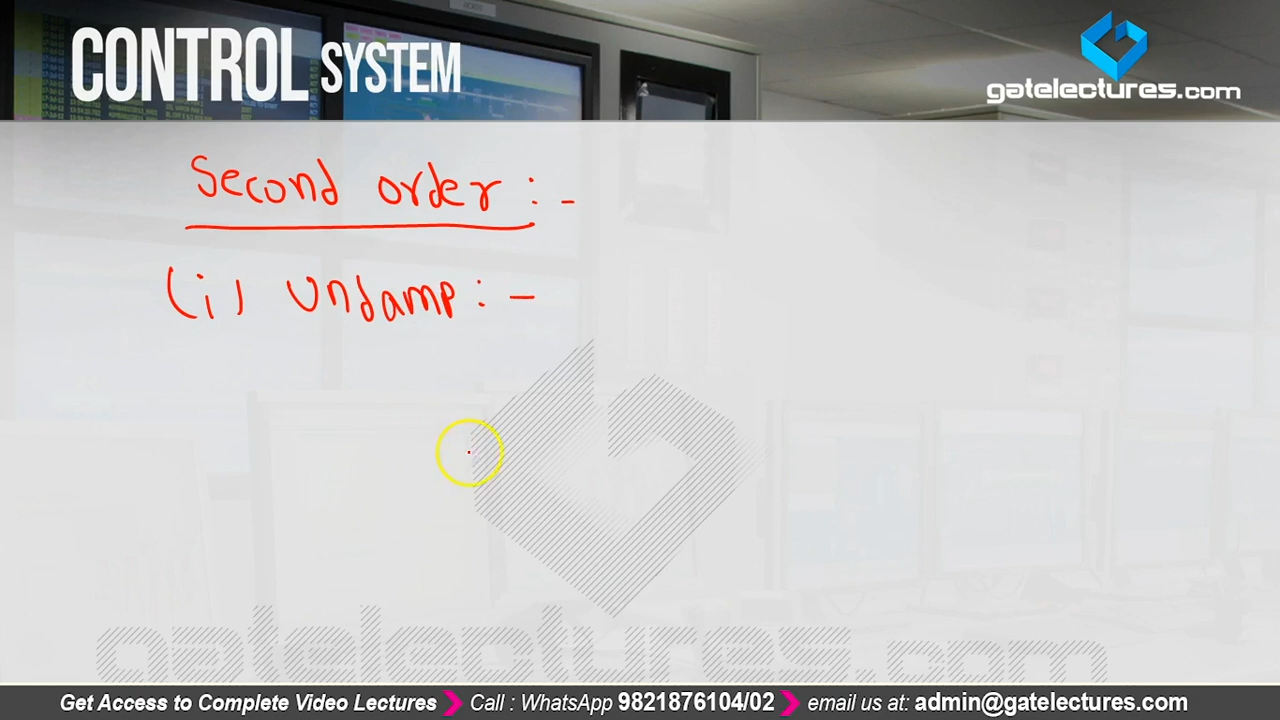 CONTROL SYSTEM
gatelectures.com
Second order :-
(i) Undamp :-
gatelectures.com
Get Access to Complete Video Lectures Call : WhatsApp 9821876104/02 email us at: admin@gatelectures.com